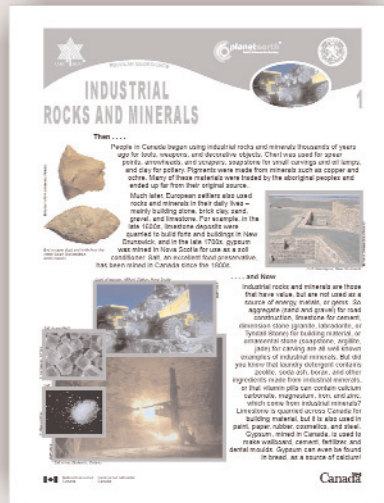 planetearth
INDUSTRIAL
ROCKS AND MINERALS
1
Then . . . .
People in Canada began using industrial rocks and minerals thousands of years
ago for tools, weapons, and decorative objects. Chert was used for spear
points, arrowheads, and scrapers, soapstone for small carvings and oil lamps,
and clay for pottery. Pigments were made from minerals such as copper and
ochre. Many of these materials were traded by the aboriginal peoples and
ended up far from their original source.
Much later, European settlers also used
rocks and minerals in their daily lives –
mainly building stone, brick clay, sand,
gravel, and limestone. For example, in the
late 1600s, limestone deposits were
quarried to build forts and buildings in New
Brunswick, and in the late 1700s, gypsum
was mined in Nova Scotia for use as a soil
conditioner. Salt, an excellent food preservative,
has been mined in Canada since the 1800s.
. . . . and Now
Industrial rocks and minerals are those
that have value, but are not used as a
source of energy, metals, or gems. So
aggregate (sand and gravel) for road
construction, limestone for cement,
dimension stone (granite, labradorite, or
Tyndall Stone) for building material, or
ornamental stone (soapstone, argillite,
jade) for carving are all well known
examples of industrial minerals. But did
you know that laundry detergent contains
zeolite, soda ash, borax, and other
ingredients made from industrial minerals,
or that vitamin pills can contain calcium
carbonate, magnesium, iron, and zinc,
which come from industrial minerals?
Limestone is quarried across Canada for
building material, but it is also used in
paint, paper, rubber, cosmetics, and steel.
Gypsum, mined in Canada, is used to
make wallboard, cement, fertilizer, and
dental moulds. Gypsum can even be found
in bread, as a source of calcium!
Canada